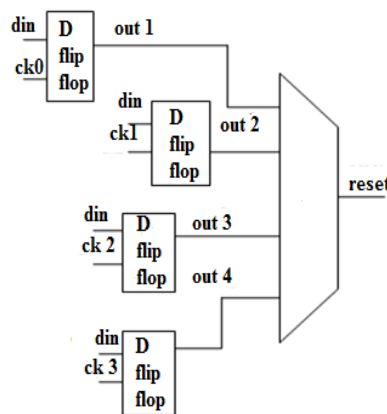 din
ck0
D
flip
flop
out 1
din
ck1
D
flip
flop
out 2
reset
din
ck 2
D
flip
flop
out 3
out 4
din
ck 3
D
flip
flop